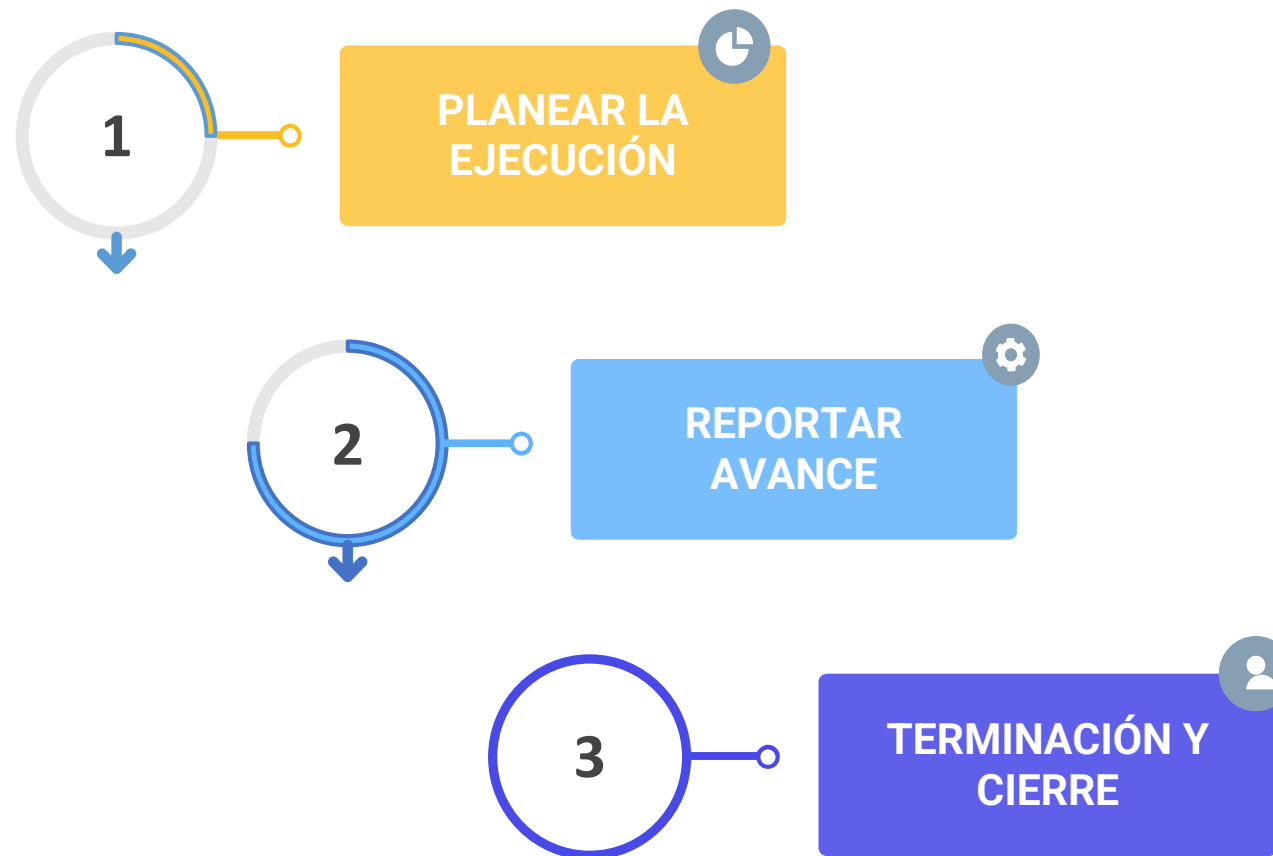 1
PLANEAR LA
EJECUCIÓN
2
REPORTAR
AVANCE
3
TERMINACIÓN Y
CIERRE